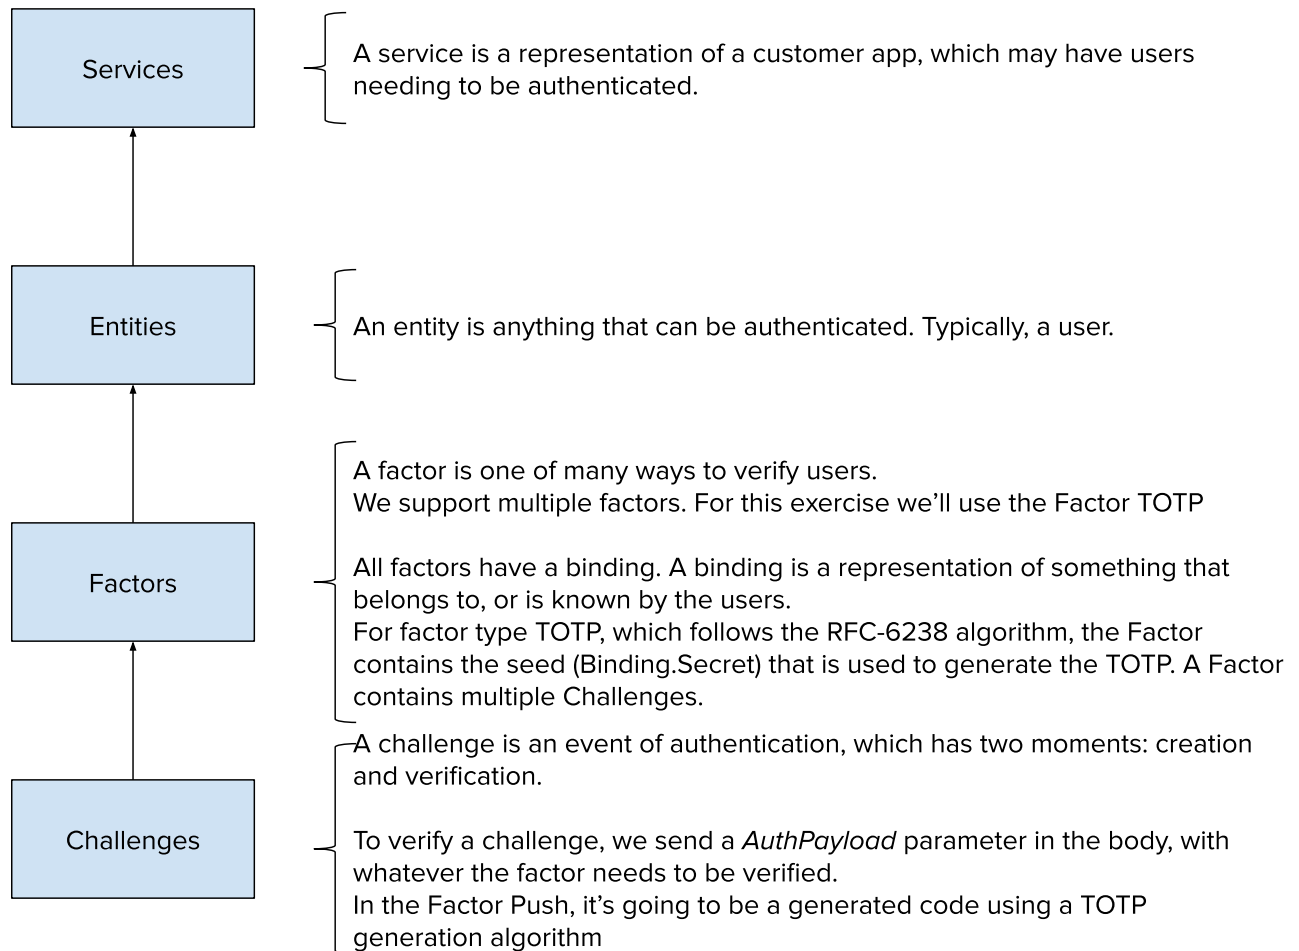 Services
A service is a representation of a customer app, which may have users
needing to be authenticated.
Entities
An entity is anything that can be authenticated. Typically, a user.
Factors
A factor is one of many ways to verify users.
We support multiple factors. For this exercise we’ll use the Factor TOTP
All factors have a binding. A binding is a representation of something that
belongs to, or is known by the users.
For factor type TOTP, which follows the RFC-6238 algorithm, the Factor
contains the seed (Binding.Secret) that is used to generate the TOTP. A Factor
contains multiple Challenges.
Challenges
A challenge is an event of authentication, which has two moments: creation
and verification.
To verify a challenge, we send a AuthPayload parameter in the body, with
whatever the factor needs to be verified.
In the Factor Push, it’s going to be a generated code using a TOTP
generation algorithm